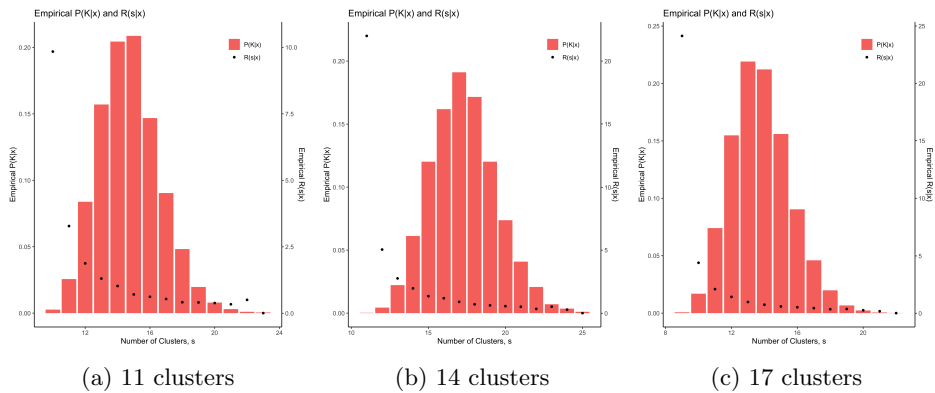 Empirical P(K|x) and R(s|x)
0.20
0.15
0.10
0.05
0.00
Empirical P(K|x)
10.0
7.5
5.0
2.5
0.0
Empirical R(s|x)
P(K|x)
R(s|x)
12
16
20
24
Number of Clusters, s
(a) 11 clusters
Empirical P(K|x) and R(s|x)
0.20
0.15
0.10
0.05
0.00
Empirical P(K|x)
20
15
10
5
0
Empirical R(s|x)
P(K|x)
R(s|x)
10
15
20
25
Number of Clusters, s
(b) 14 clusters
Empirical P(K|x) and R(s|x)
0.25
0.20
0.15
0.10
0.05
0.00
Empirical P(K|x)
25
20
15
10
5
0
Empirical R(s|x)
P(K|x)
R(s|x)
8
12
16
20
Number of Clusters, s
(c) 17 clusters